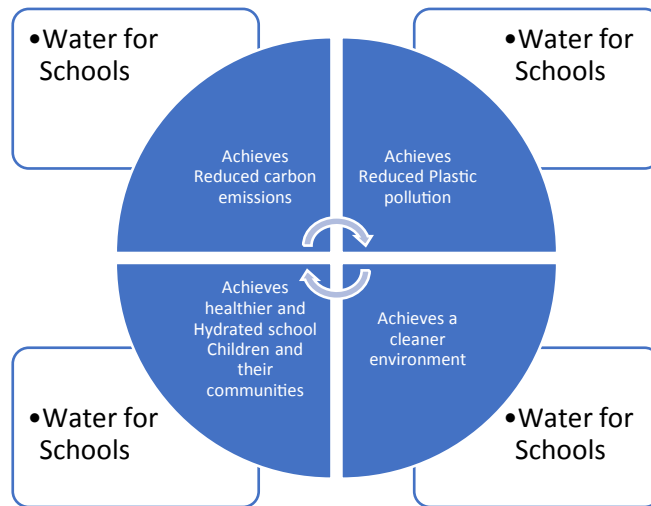 •Water for
Schools
•Water for
Schools
Achieves
Reduced carbon
emissions
Achieves
Reduced Plastic
pollution
Achieves
healthier and
Hydrated school
Children and
their
communities
Achieves a
cleaner
environment
•Water for
Schools
•Water for
Schools